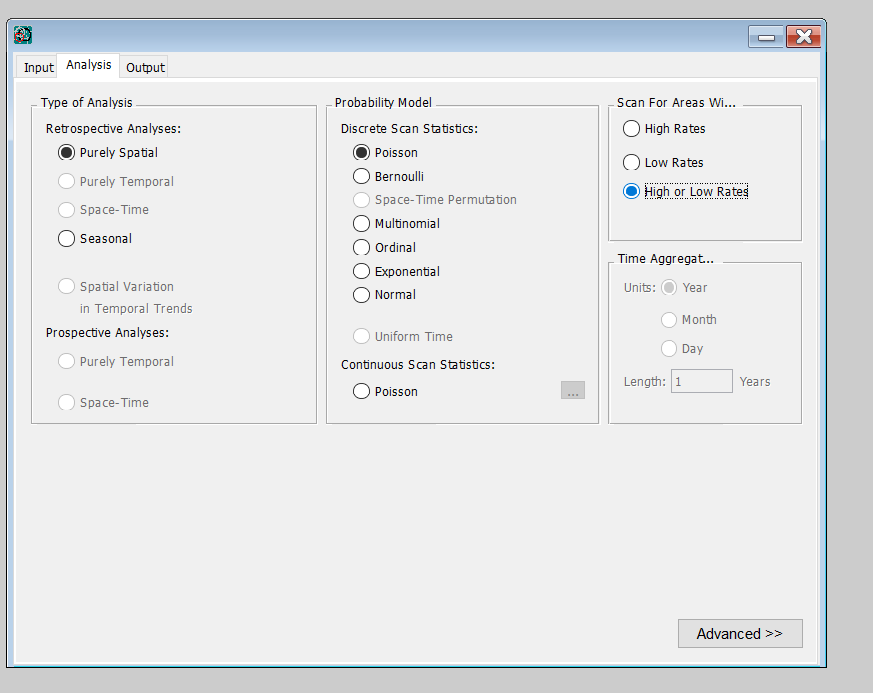 Input Analysis Output
Type of Analysis
Retrospective Analyses:
Purely Spatial
Purely Temporal
Space-Time
Seasonal
Spatial Variation
in Temporal Trends
Prospective Analyses:
Purely Temporal
Space-Time
Probability Model
Discrete Scan Statistics:
Poisson
Bernoulli
Space-Time Permutation
Multinomial
Ordinal
Exponential
Normal
Uniform Time
Continuous Scan Statistics:
Poisson
...
Scan For Areas Wi...
High Rates
Low Rates
High or Low Rates
Time Aggregat...
Units: Year
Month
Day
Length: 1 Years
Advanced >>